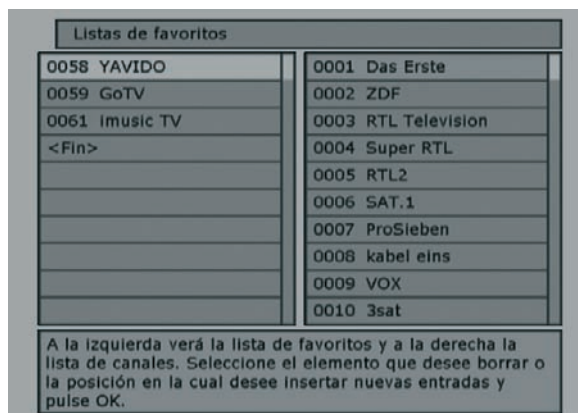 Listas de favoritos
0058 YAVIDO
0059 GoTV
0061 imusic TV
<Fin>
0001 Das Erste
0002 ZDF
0003 RTL Television
0004 Super RTL
0005 RTL2
0006 SAT.1
0007 ProSieben
0008 kabel eins
0009 VOX
0010 3sat
A la izquierda verá la lista de favoritos y a la derecha la
lista de canales. Seleccione el elemento que desee borrar o
la posición en la cual desee insertar nuevas entradas y
pulse OK.